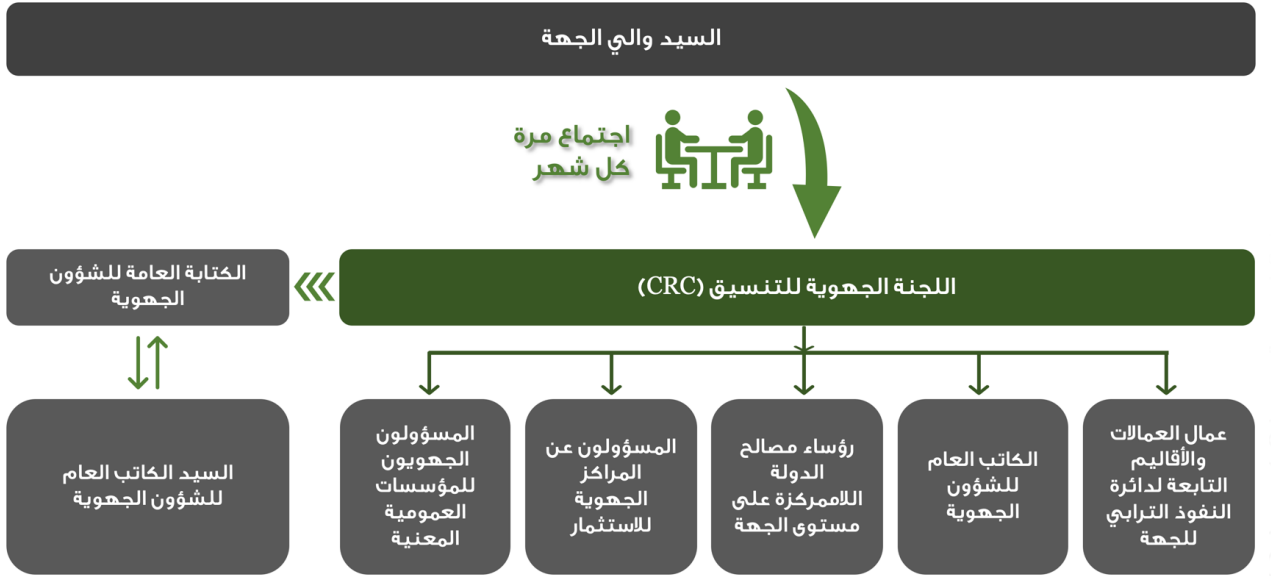 السيد والي الجهة
اجتماع مرة
كل شهر
اللجنة الجهوية للتنسيق (CRC)
الكتابة العامة للشؤون
الجهوية
عمال العمالات
والأقاليم
التابعة لدائرة
النفوذ الترابي
للجهة
الكاتب العام
للشؤون
الجهوية
رؤساء مصالح
الدولة
اللاممركزة على
مستوى الجهة
المسؤولون عن
المراكز
الجهوية
للاستثمار
المسؤولون
الجهويون
للمؤسسات
العمومية
المعنية
السيد الكاتب العام
للشؤون الجهوية